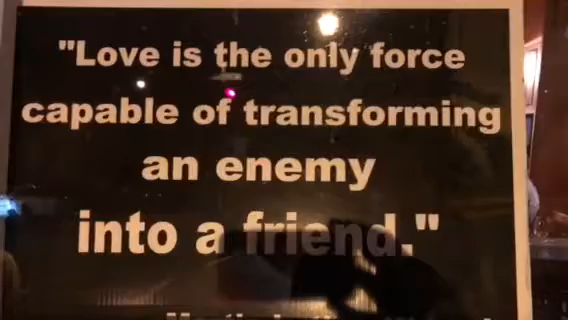 "Love is the only force
capable of transforming
an enemy
into a friend."